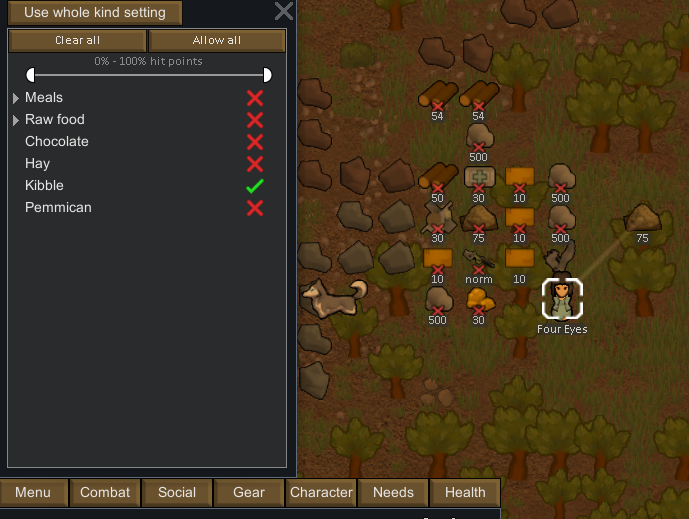 Use whole kind setting
Clear all
Allow all
0% - 100% hit points
Meals
Raw food
Chocolate
Hay
Kibble
Pemmican
54
54
500
50
30
10
500
30
75
10
500
75
10
norm
10
500
30
Four Eyes
Menu
Combat
Social
Gear
Character
Needs
Health